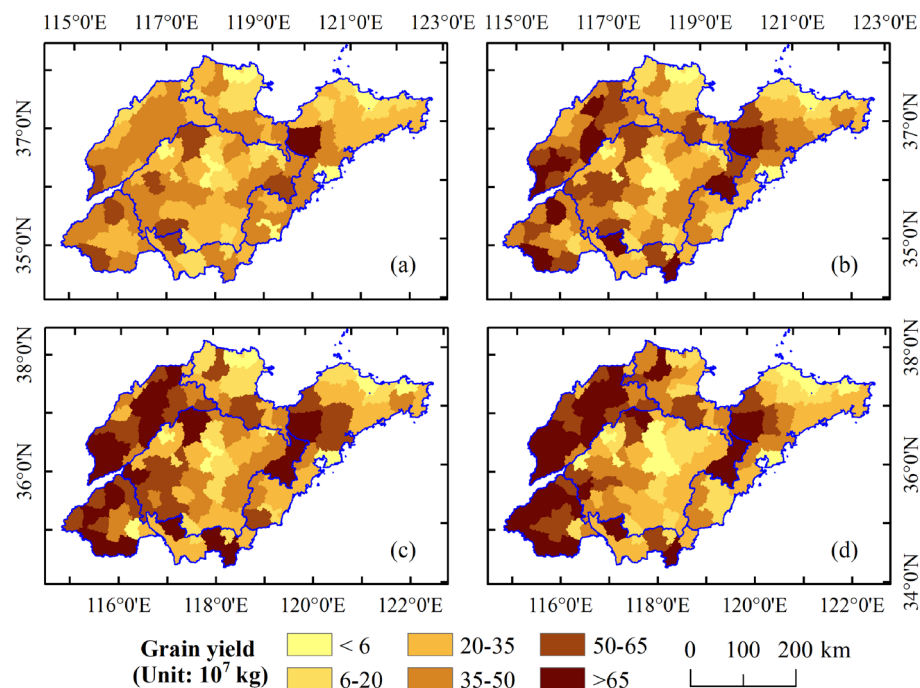 115°0'E 117°0'E 119°0'E 121°0'E 123°0'E 115°0'E 117°0'E 119°0'E 121°0'E 123°0'E
37°0'N 37°0'N
35°0'N 35°0'N
(a) (b)
38°0'N 38°0'N
36°0'N 36°0'N
34°0'N
(c) (d)
116°0'E 118°0'E 120°0'E 122°0'E 116°0'E 118°0'E 120°0'E 122°0'E
Grain yield < 6 20-35 50-65 0 100 200 km
(Unit: 10⁷ kg) 6-20 35-50 >65